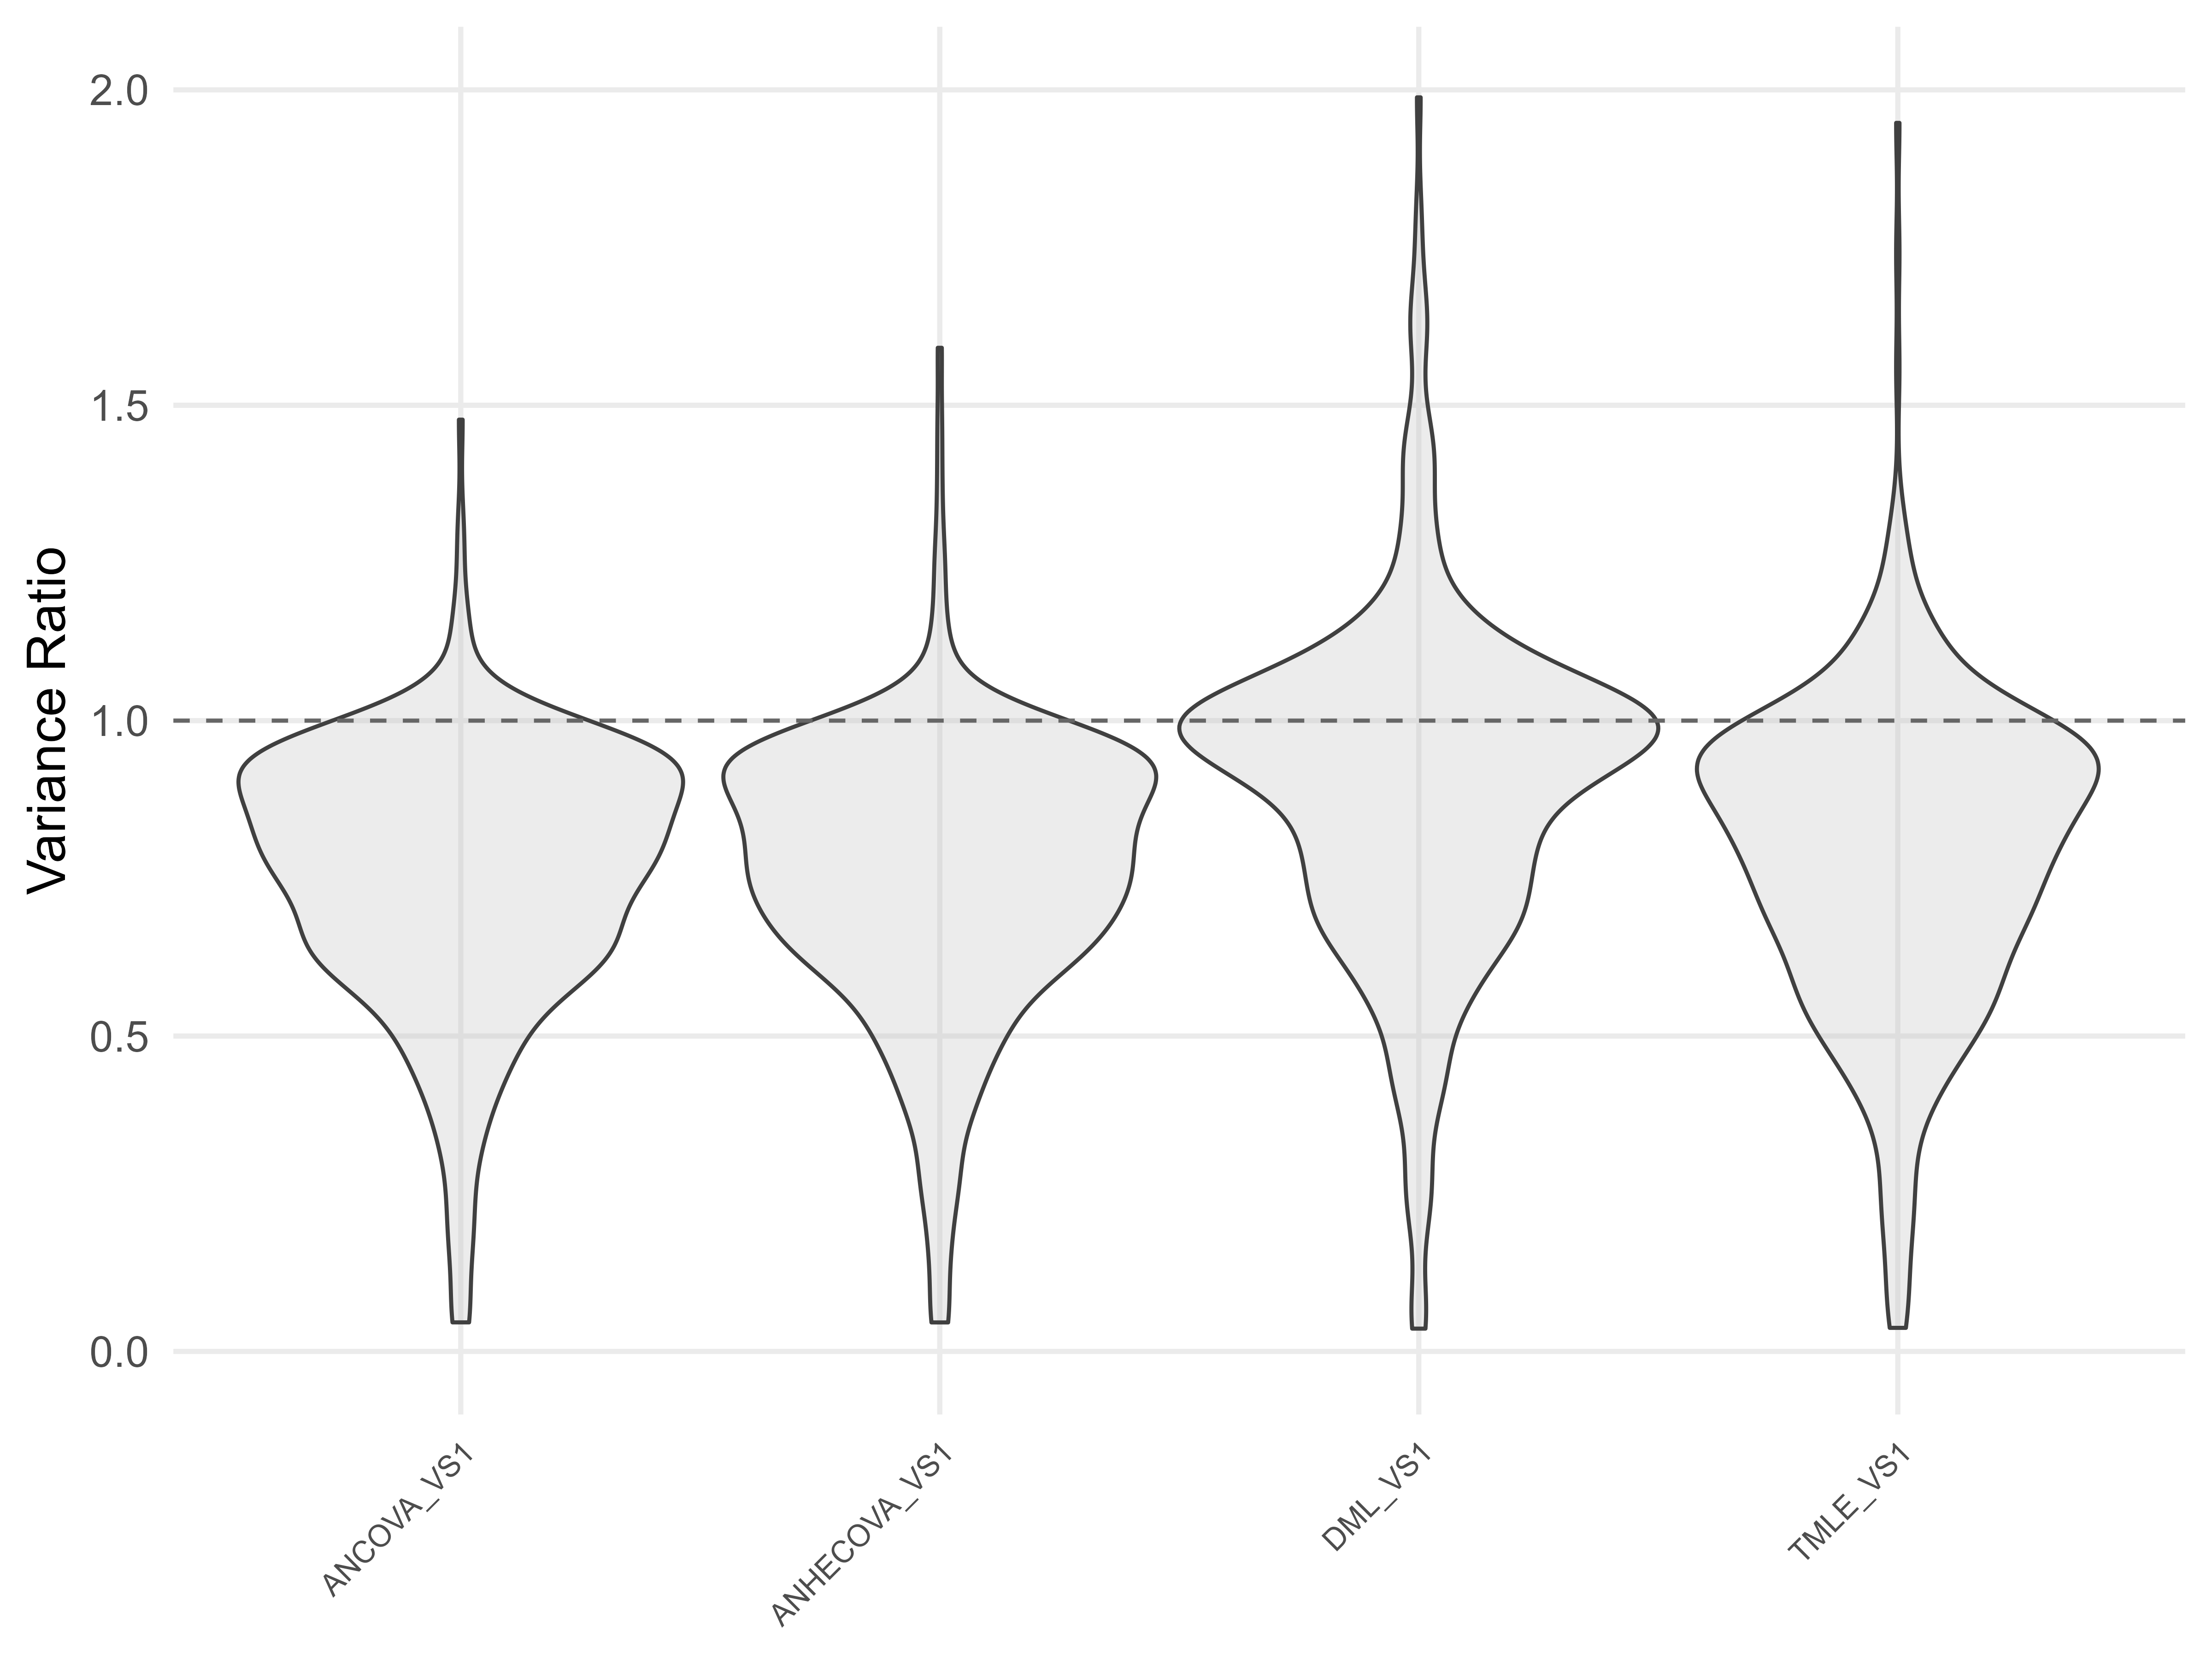 Variance Ratio
2.0
1.5
1.0
0.5
0.0
ANCOVA_VS1
ANHECOVA_VS1
DML_VS1
TMLE_VS1